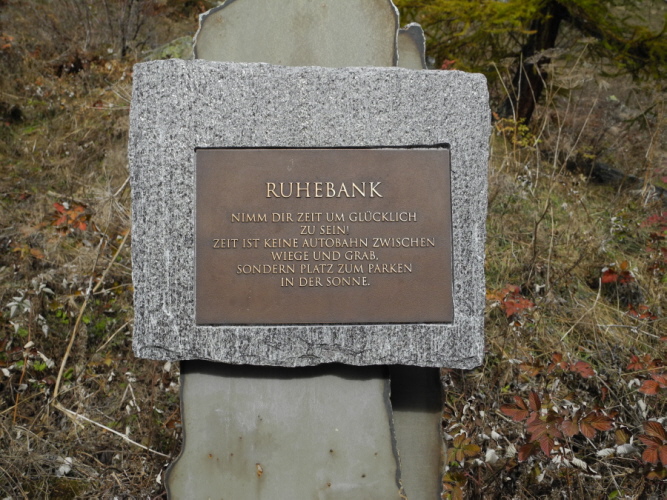 RUHEBANK
NIMM DIR ZEIT UM GLÜCKLICH
ZU SEIN!
ZEIT IST KEINE AUTOBAHN ZWISCHEN
WIEGE UND GRAB,
SONDERN PLATZ ZUM PARKEN
IN DER SONNE.